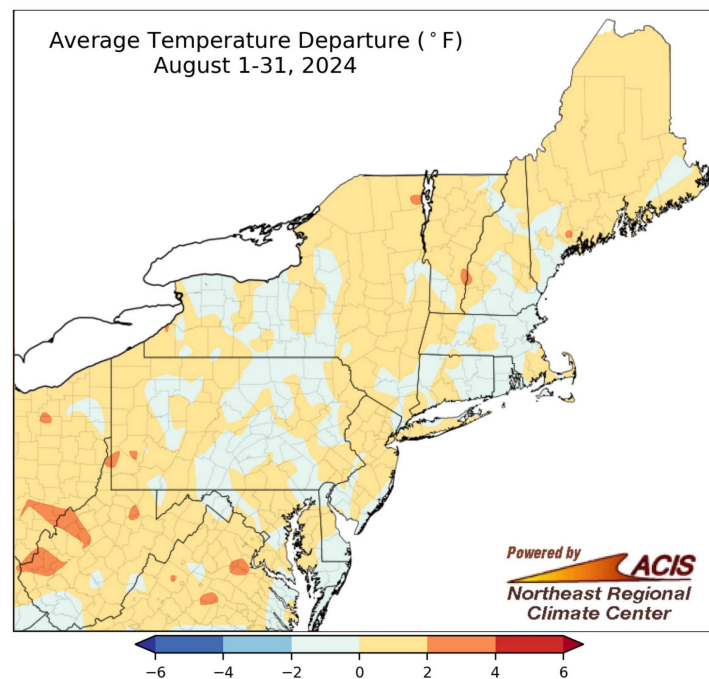 Average Temperature Departure (°F)
August 1-31, 2024
Powered by
ACIS
Northeast Regional
Climate Center
−6 −4 −2 0 2 4 6